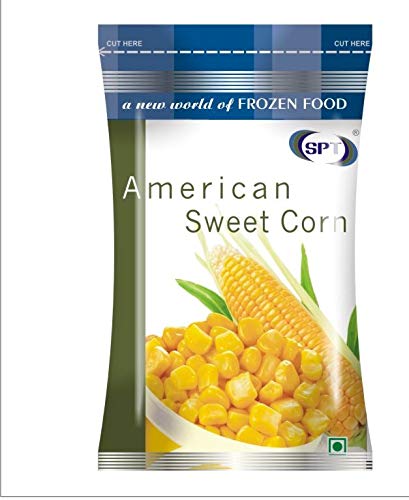 CUT HERE CUT HERE
a new world of FROZEN FOOD
SPT®
American
Sweet Corn